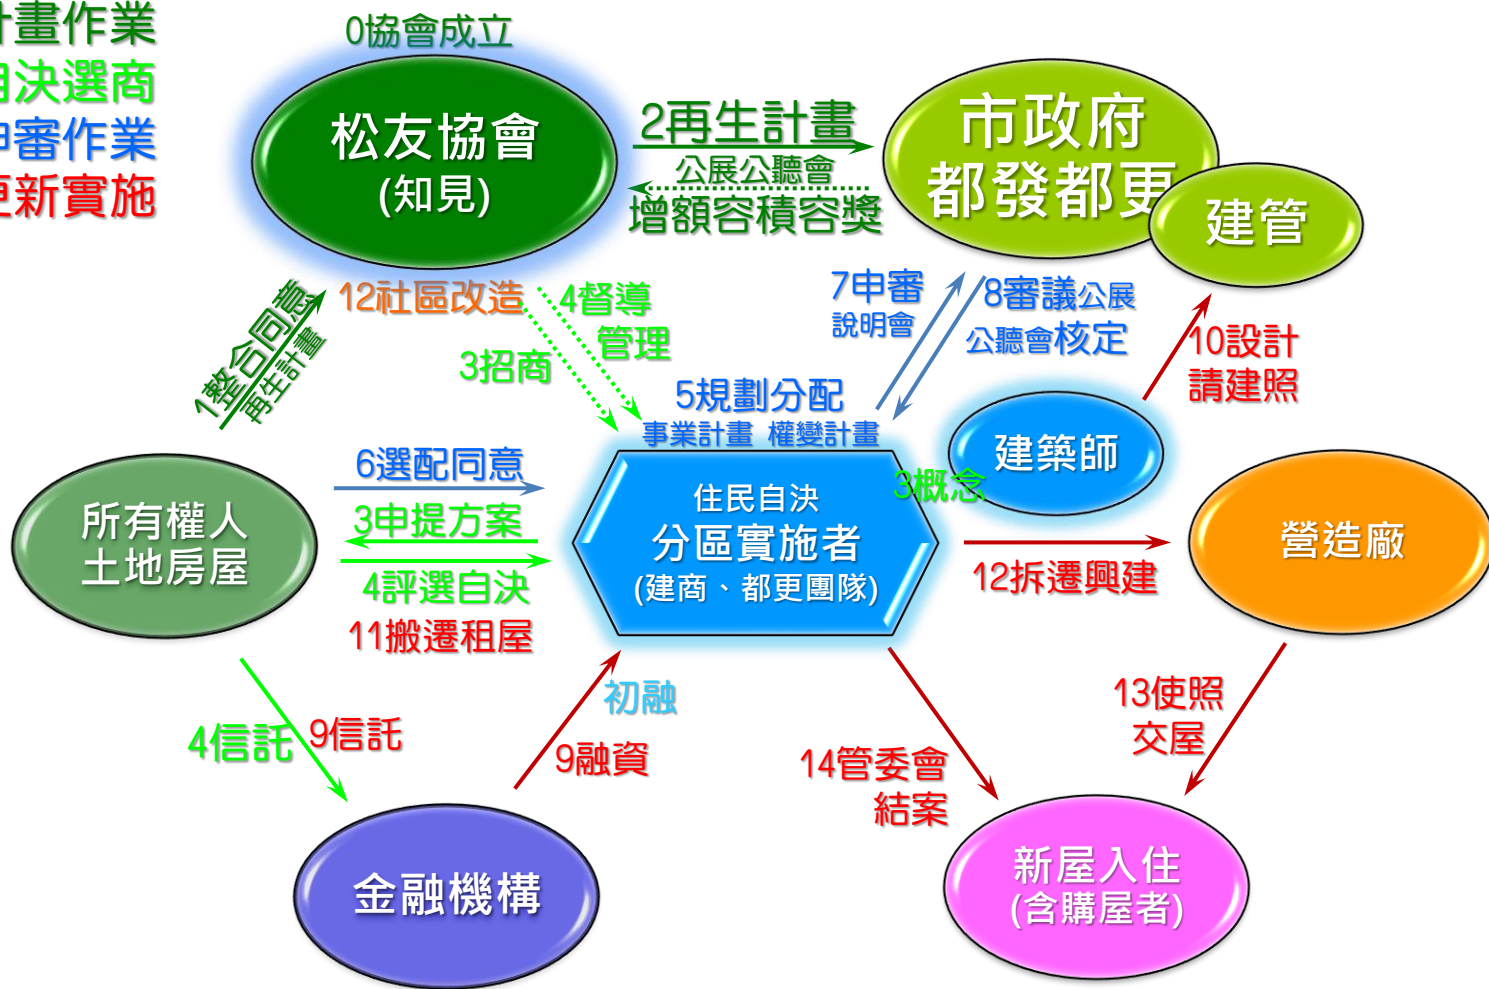 計畫作業
自決選商
申審作業
更新實施
0協會成立
松友協會
(知見)
2再生計畫
公展公聽會
增額容積容獎
市政府
都發都更
建管
1整合同意
再生計畫
12社區改造
4督導
管理
3招商
7申審
說明會
8審議公展
公聽會核定
10設計
請建照
5規劃分配
事業計畫 權變計畫
建築師
3概念
6選配同意
3申提方案
4評選自決
11搬遷租屋
所有權人
土地房屋
住民自決
分區實施者
(建商、都更團隊)
12拆遷興建
營造廠
4信託
9信託
初融
9融資
13使照
交屋
14管委會
結案
金融機構
新屋入住
(含購屋者)